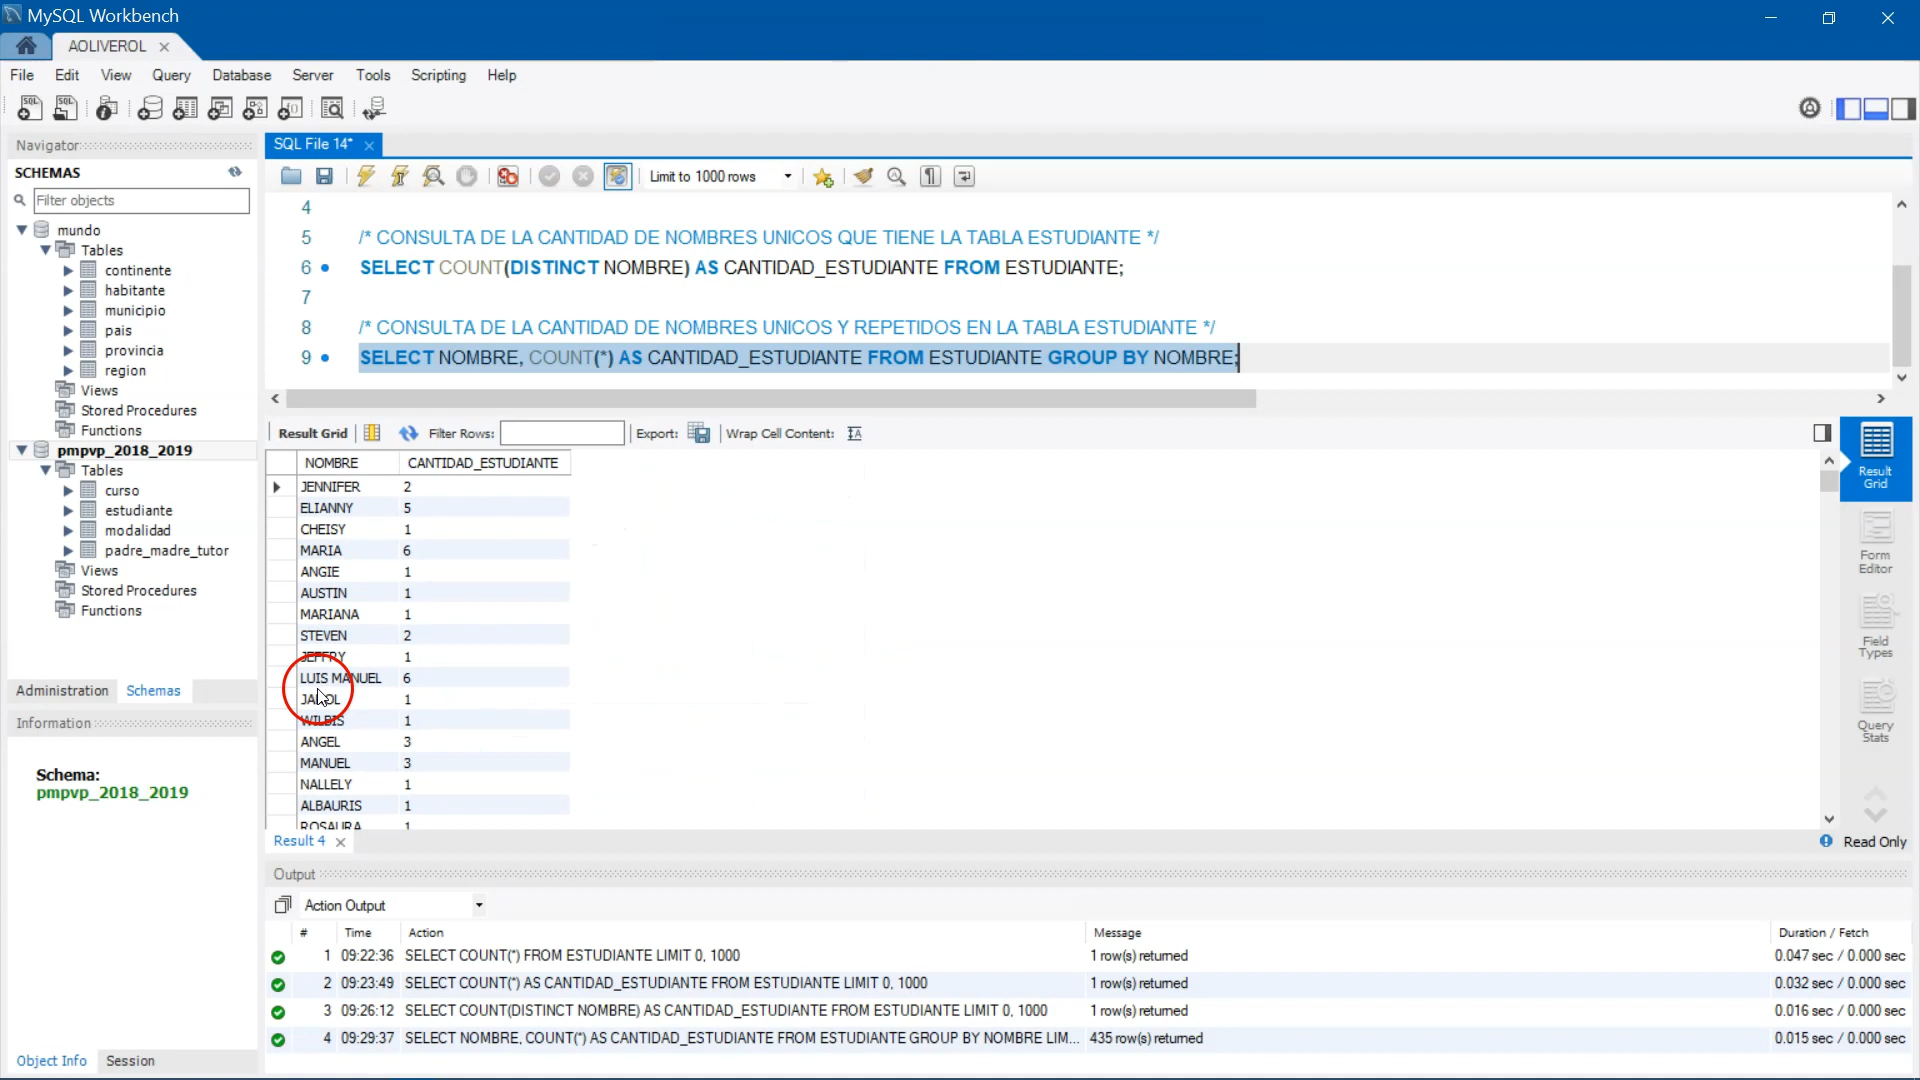 MySQL Workbench
AOLIVEROL
File Edit View Query Database Server Tools Scripting Help
Navigator
SCHEMAS
Filter objects
mundo
Tables
continente
habitante
municipio
pais
provincia
region
Views
Stored Procedures
Functions
pmpvp_2018_2019
Tables
curso
estudiante
modalidad
padre_madre_tutor
Views
Stored Procedures
Functions
Administration Schemas
Information
Schema:
pmpvp_2018_2019
Object Info Session
SQL File 14*
Limit to 1000 rows
4
5 /* CONSULTA DE LA CANTIDAD DE NOMBRES UNICOS QUE TIENE LA TABLA ESTUDIANTE */
6 SELECT COUNT(DISTINCT NOMBRE) AS CANTIDAD_ESTUDIANTE FROM ESTUDIANTE;
7
8 /* CONSULTA DE LA CANTIDAD DE NOMBRES UNICOS Y REPETIDOS EN LA TABLA ESTUDIANTE */
9 SELECT NOMBRE, COUNT(*) AS CANTIDAD_ESTUDIANTE FROM ESTUDIANTE GROUP BY NOMBRE;
Result Grid Filter Rows: Export: Wrap Cell Content:
NOMBRE CANTIDAD_ESTUDIANTE
JENNIFER 2
ELIANNY 5
CHEISY 1
MARIA 6
ANGIE 1
AUSTIN 1
MARIANA 1
STEVEN 2
JEFFRY 1
LUIS MANUEL 6
1
WILBIS 1
ANGEL 3
MANUEL 3
NALLELY 1
ALBAURIS 1
ROSAURA 1
Result
Grid
Form
Editor
Field
Types
Query
Stats
Result 4
Read Only
Output
Action Output
# Time Action Message Duration / Fetch
1 09:22:36 SELECT COUNT(*) FROM ESTUDIANTE LIMIT 0, 1000 1 row(s) returned 0.047 sec / 0.000 sec
2 09:23:49 SELECT COUNT(*) AS CANTIDAD_ESTUDIANTE FROM ESTUDIANTE LIMIT 0, 1000 1 row(s) returned 0.032 sec / 0.000 sec
3 09:26:12 SELECT COUNT(DISTINCT NOMBRE) AS CANTIDAD_ESTUDIANTE FROM ESTUDIANTE LIMIT 0, 1000 1 row(s) returned 0.016 sec / 0.000 sec
4 09:29:37 SELECT NOMBRE, COUNT(*) AS CANTIDAD_ESTUDIANTE FROM ESTUDIANTE GROUP BY NOMBRE LIM... 435 row(s) returned 0.015 sec / 0.000 sec